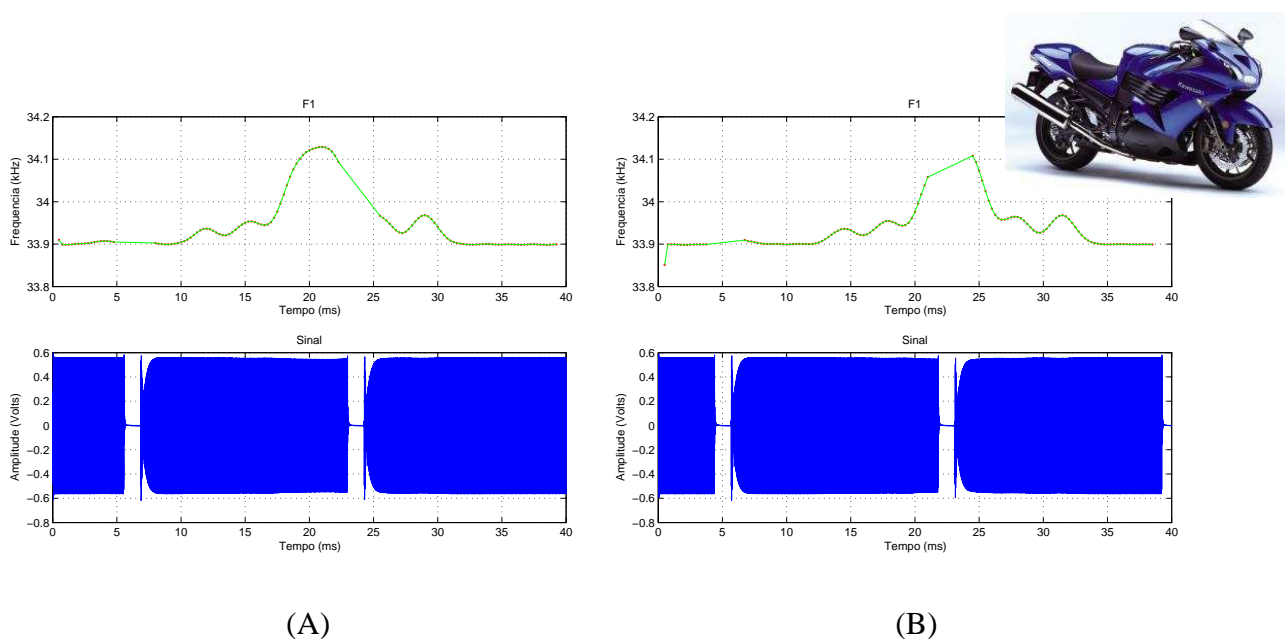 F1
34.2
34.1
34
33.9
33.8
Frequencia (kHz)
0 5 10 15 20 25 30 35 40
Tempo (ms)
Sinal
0.6
0.4
0.2
0
−0.2
−0.4
−0.6
−0.8
Amplitude (Volts)
0 5 10 15 20 25 30 35 40
Tempo (ms)
(A)
F1
34.2
34.1
34
33.9
33.8
Frequencia (kHz)
0 5 10 15 20 25 30 35 40
Tempo (ms)
Sinal
0.6
0.4
0.2
0
−0.2
−0.4
−0.6
−0.8
Amplitude (Volts)
0 5 10 15 20 25 30 35 40
Tempo (ms)
(B)
Kawasaki